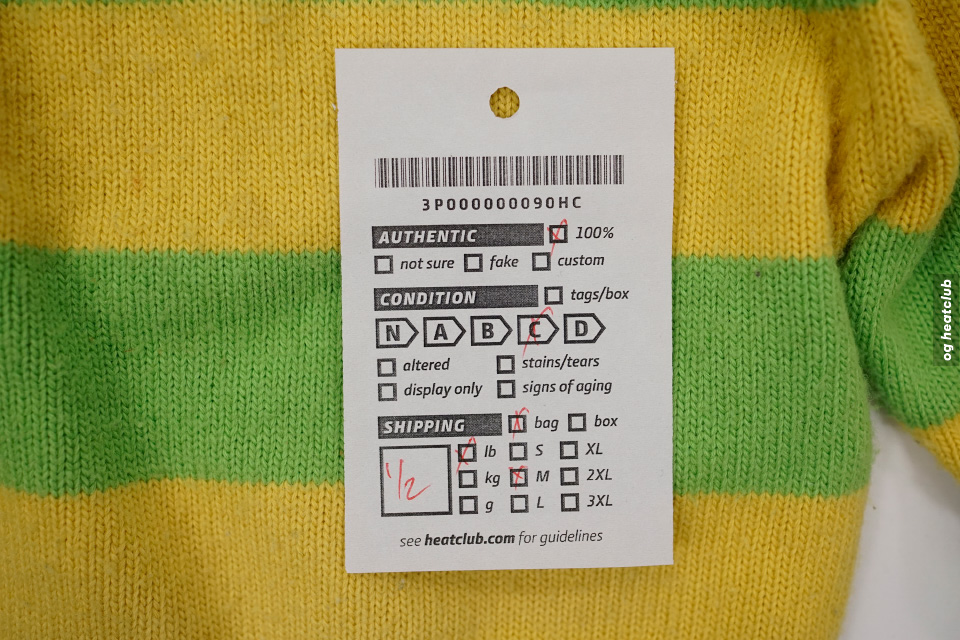 3P000000090HC
AUTHENTIC 100%
not sure fake custom
CONDITION tags/box
N A B C D
altered stains/tears
display only signs of aging
SHIPPING bag box
1/2
lb S XL
kg M 2XL
g L 3XL
see heatclub.com for guidelines
og heatclub